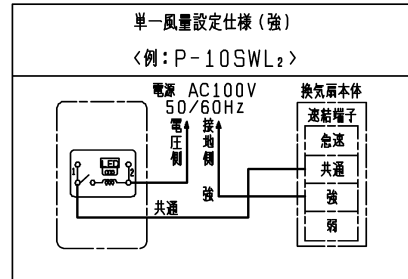 単一風量設定仕様（強）
〈例：P-10SWL₂〉
電源 AC100V
50/60Hz
換気扇本体
速結端子
電圧側
接地側
急速
共通
強
弱
LED
1
2
強
共通